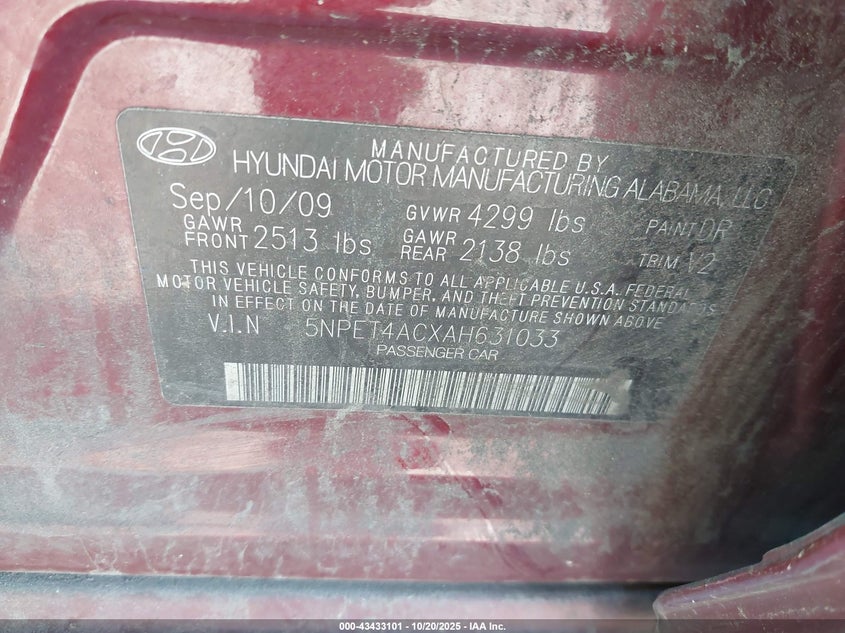 MANUFACTURED BY
HYUNDAI MOTOR MANUFACTURING ALABAMA, LLC
Sep/10/09 GVWR 4299 lbs PAINT DR
GAWR FRONT 2513 lbs GAWR REAR 2138 lbs TRIM V2
THIS VEHICLE CONFORMS TO ALL APPLICABLE U.S.A. FEDERAL
MOTOR VEHICLE SAFETY, BUMPER, AND THEFT PREVENTION STANDARDS
IN EFFECT ON THE DATE OF MANUFACTURE SHOWN ABOVE
V.I.N 5NPET4ACXAH631033
PASSENGER CAR
000-43433101 - 10/20/2025 - IAA Inc.